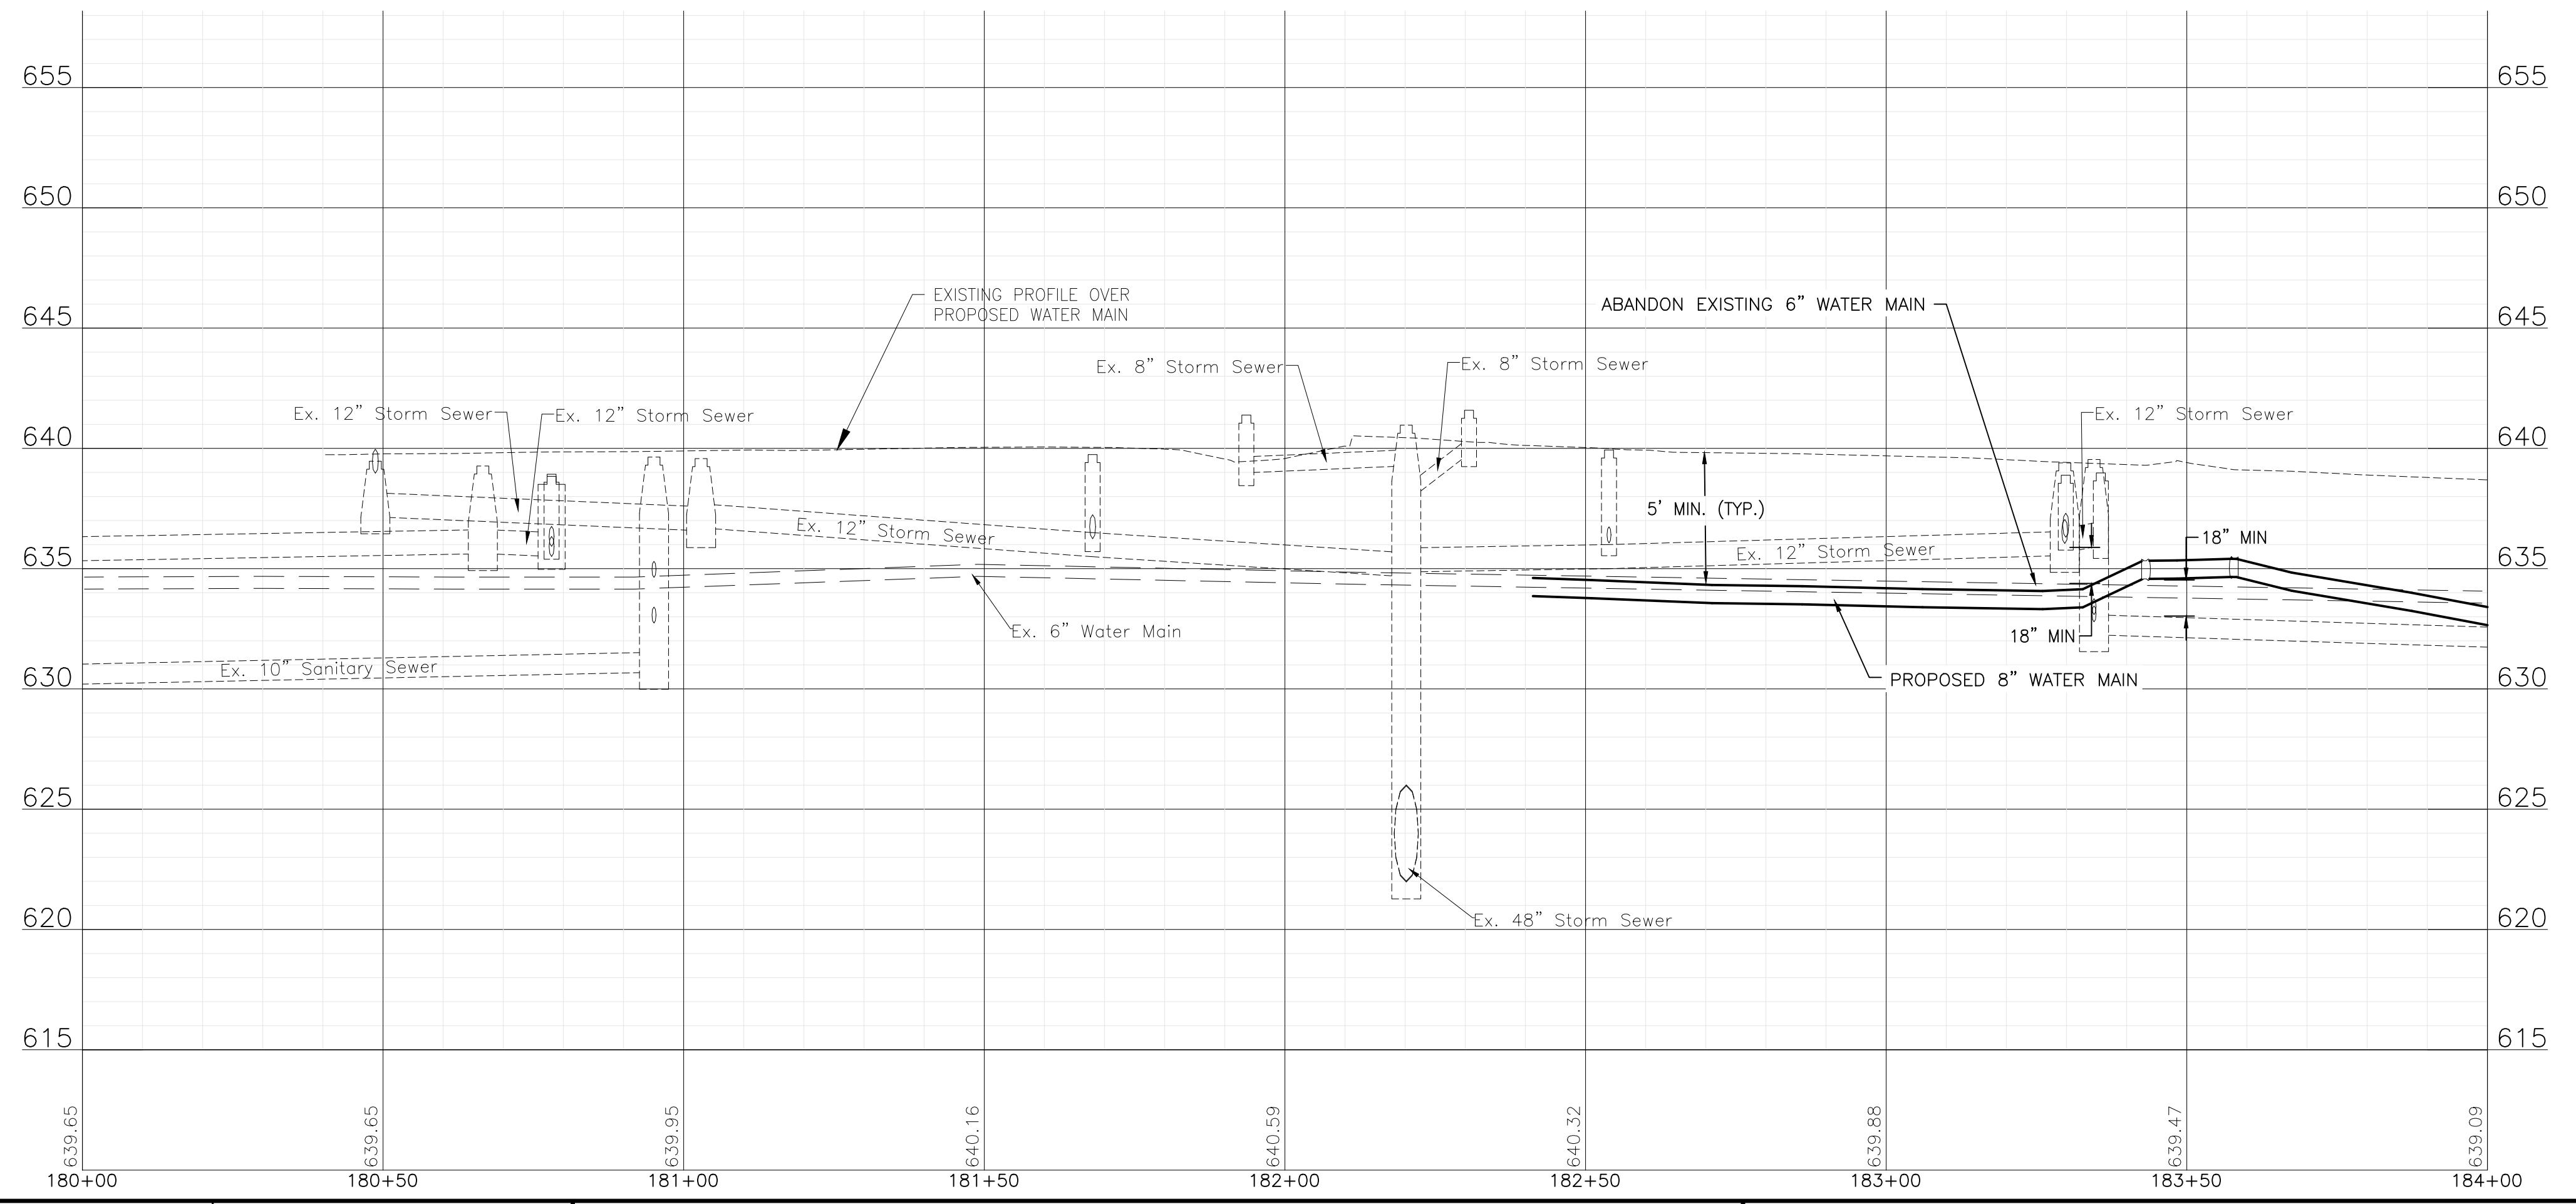 655 655
650 650
EXISTING PROFILE OVER
PROPOSED WATER MAIN
ABANDON EXISTING 6” WATER MAIN
645 645
Ex. 8” Storm Sewer
Ex. 8” Storm Sewer
Ex. 12” Storm Sewer
Ex. 12” Storm Sewer
Ex. 12” Storm Sewer
640 640
5’ MIN. (TYP.)
Ex. 12” Storm Sewer
Ex. 12” Storm Sewer
18” MIN
635 635
Ex. 6” Water Main
18” MIN
Ex. 10” Sanitary Sewer
PROPOSED 8” WATER MAIN
630 630
625 625
620 620
Ex. 48” Storm Sewer
615 615
639.65 639.65 639.95 640.16 640.59 640.32 639.88 639.47 639.09
180+00 180+50 181+00 181+50 182+00 182+50 183+00 183+50 184+00